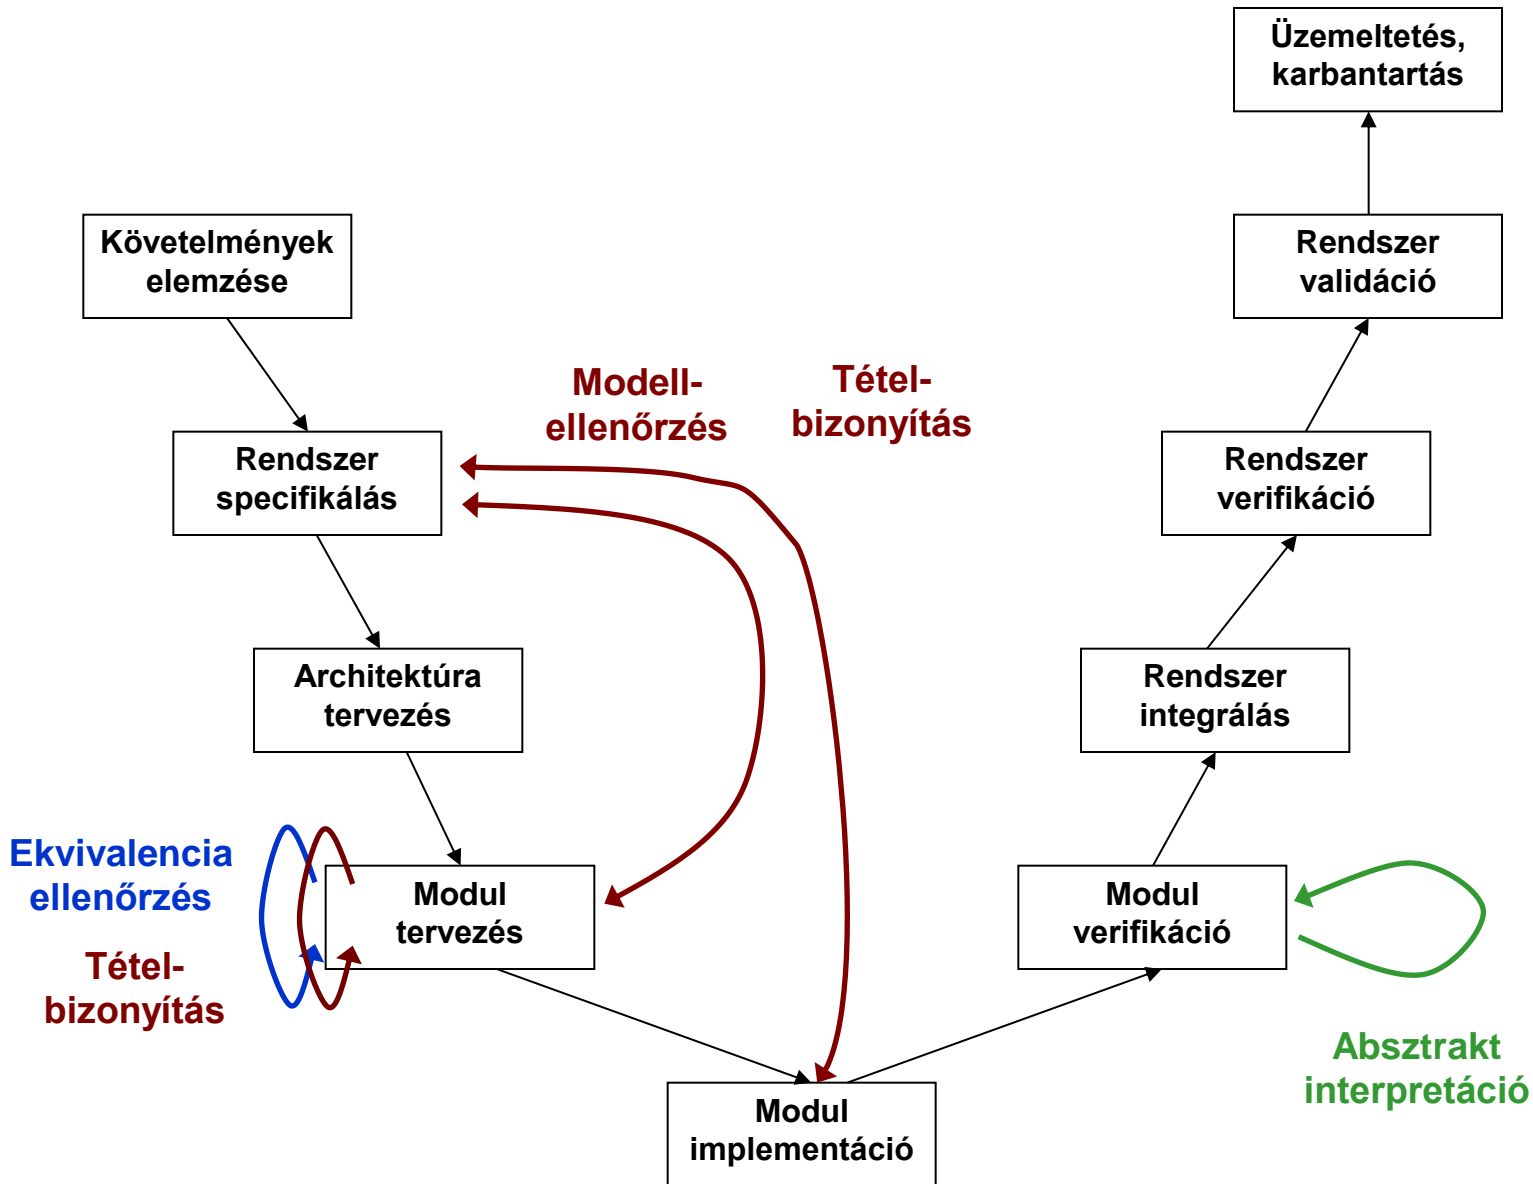 Üzemeltetés,
karbantartás
Követelmények
elemzése
Rendszer
validáció
Modell-
ellenőrzés
Tétel-
bizonyítás
Rendszer
specifikálás
Rendszer
verifikáció
Architektúra
tervezés
Rendszer
integrálás
Ekvivalencia
ellenőrzés
Tétel-
bizonyítás
Modul
tervezés
Modul
verifikáció
Absztrakt
interpretáció
Modul
implementáció